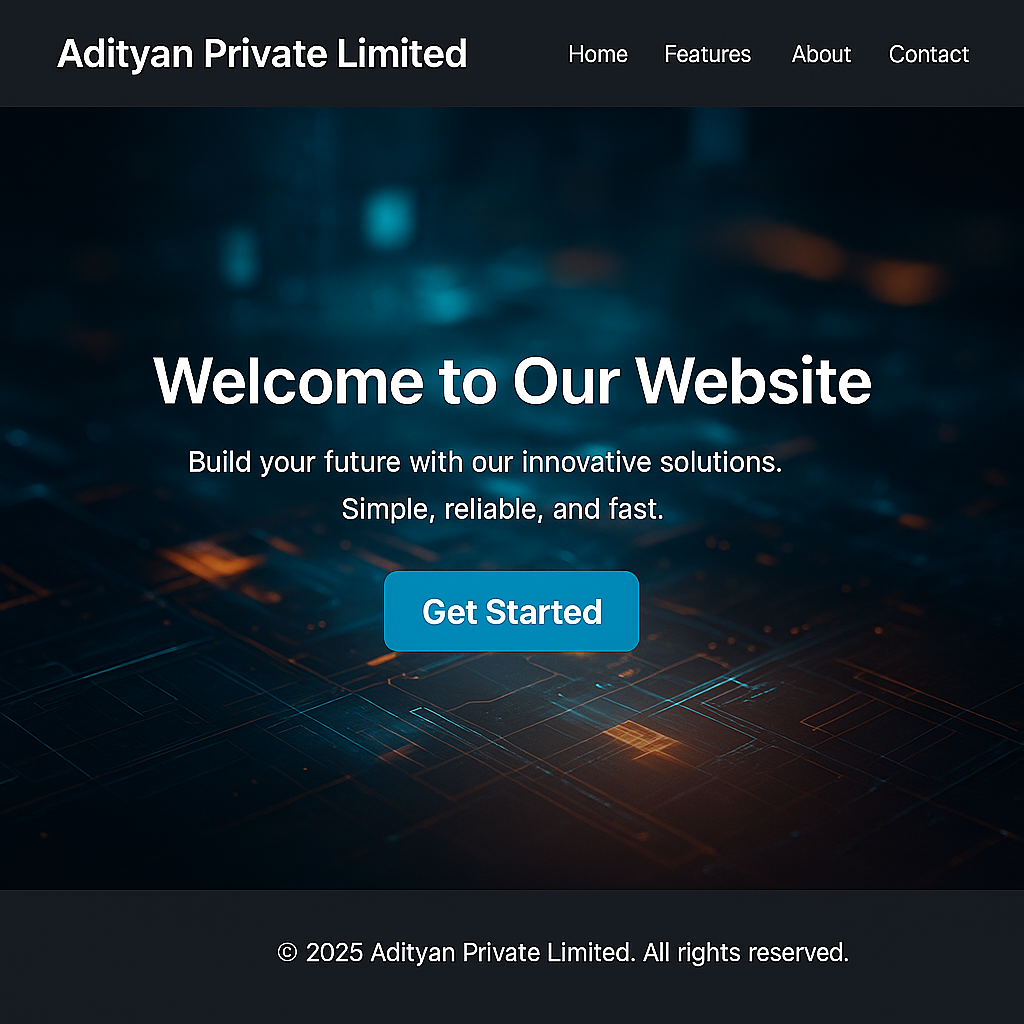 Adityan Private Limited
Home Features About Contact
Welcome to Our Website
Build your future with our innovative solutions.
Simple, reliable, and fast.
Get Started
© 2025 Adityan Private Limited. All rights reserved.